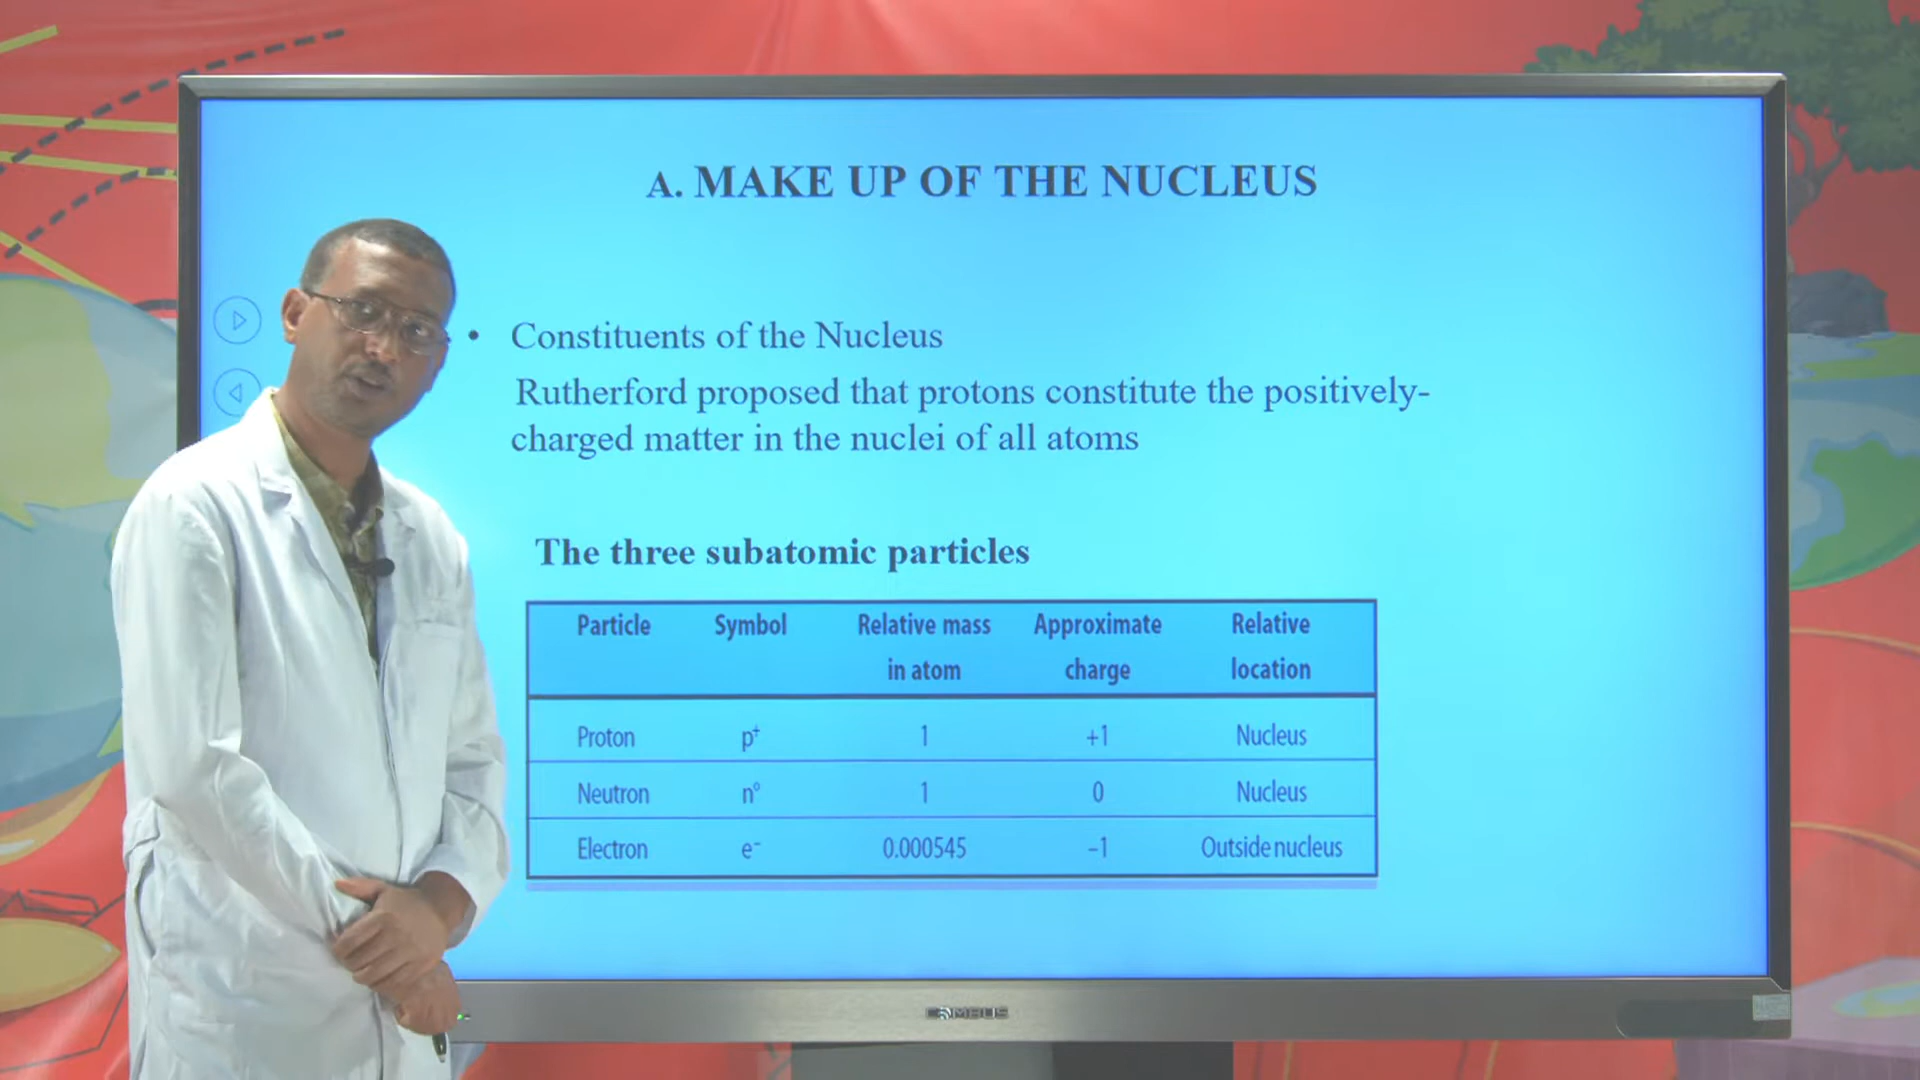 A. MAKE UP OF THE NUCLEUS
• Constituents of the Nucleus
Rutherford proposed that protons constitute the positively-
charged matter in the nuclei of all atoms
The three subatomic particles
Particle Symbol Relative mass in atom Approximate charge Relative location
Proton p⁺ 1 +1 Nucleus
Neutron n⁰ 1 0 Nucleus
Electron e⁻ 0.000545 –1 Outside nucleus